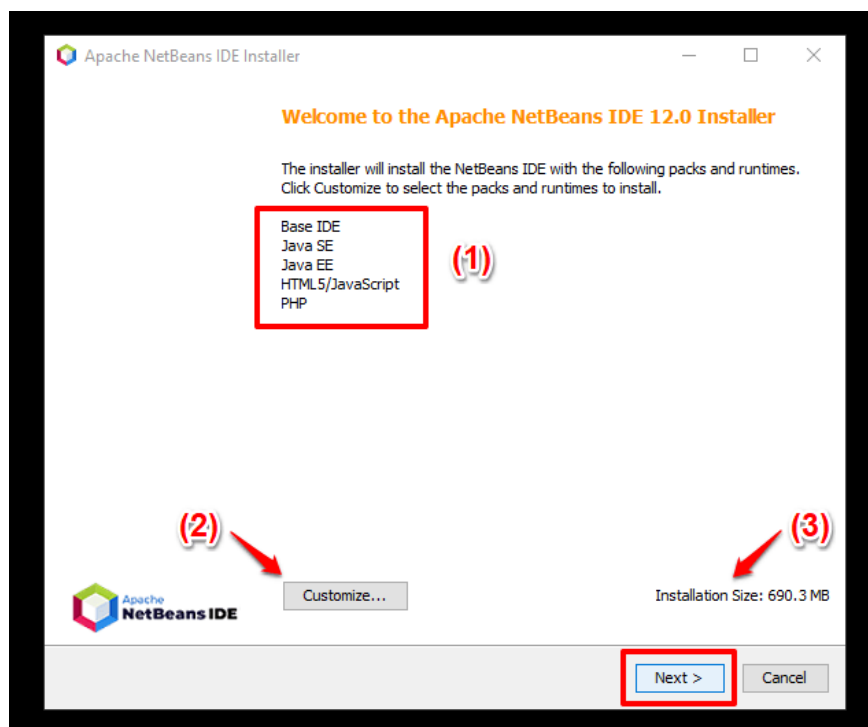 Apache NetBeans IDE Installer
Welcome to the Apache NetBeans IDE 12.0 Installer
The installer will install the NetBeans IDE with the following packs and runtimes.
Click Customize to select the packs and runtimes to install.
Base IDE
Java SE
Java EE
HTML5/JavaScript
PHP
(1)
(2)
(3)
Apache
NetBeans IDE
Customize...
Installation Size: 690.3 MB
Next >
Cancel